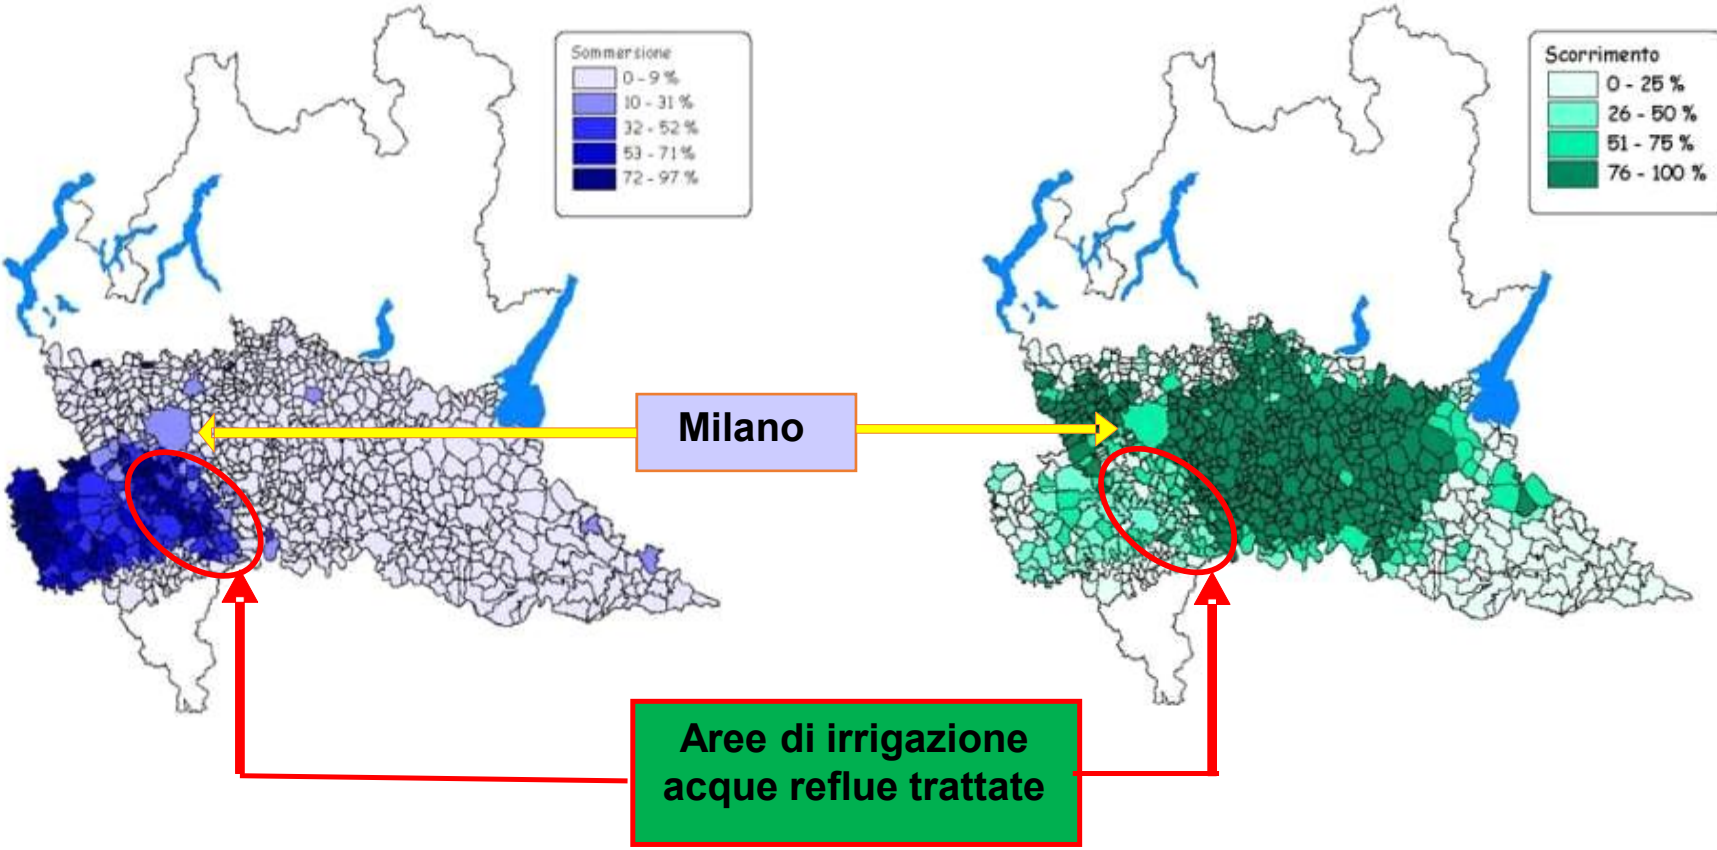 Sommersione
0 - 9 %
10 - 31 %
32 - 52 %
53 - 71 %
72 - 97 %
Scorrimento
0 - 25 %
26 - 50 %
51 - 75 %
76 - 100 %
Milano
Aree di irrigazione
acque reflue trattate